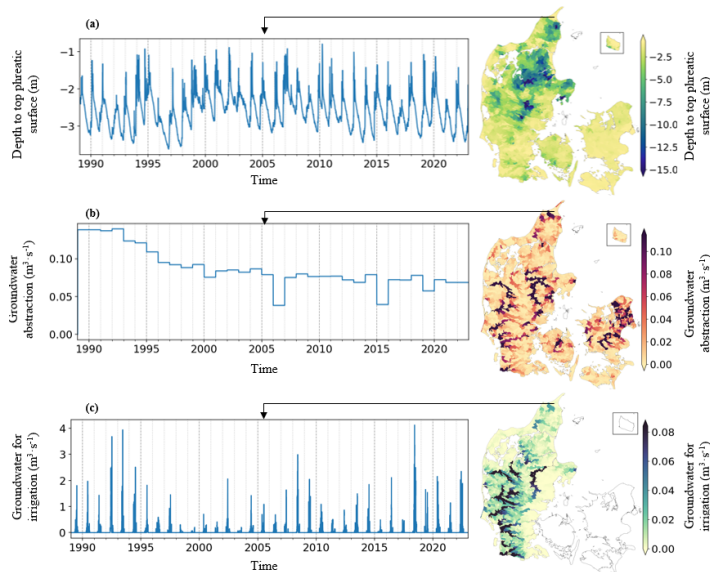 (a)
Depth to top phreatic
surface (m)
−1
−2
−3
1990 1995 2000 2005 2010 2015 2020
Time
−2.5
−5.0
−7.5
−10.0
−12.5
−15.0
Depth to top phreatic
surface (m)
(b)
Groundwater
abstraction (m³·s⁻¹)
0.10
0.05
0.00
1990 1995 2000 2005 2010 2015 2020
Time
0.10
0.08
0.06
0.04
0.02
0.00
Groundwater
abstraction (m³·s⁻¹)
(c)
Groundwater for
irrigation (m³·s⁻¹)
4
3
2
1
0
1990 1995 2000 2005 2010 2015 2020
Time
0.08
0.06
0.04
0.02
0.00
Groundwater for
irrigation (m³·s⁻¹)